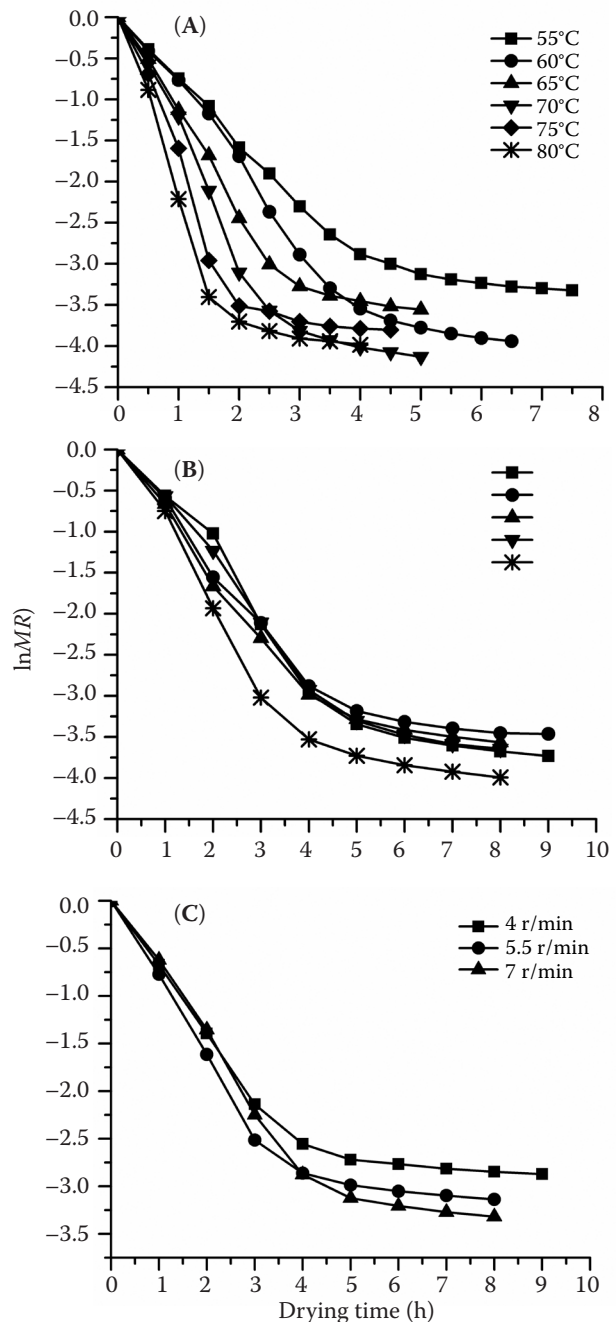 (A)
0.0
−0.5
−1.0
−1.5
−2.0
−2.5
−3.0
−3.5
−4.0
−4.5
55°C
60°C
65°C
70°C
75°C
80°C
0 1 2 3 4 5 6 7 8
(B)
lnMR)
0.0
−0.5
−1.0
−1.5
−2.0
−2.5
−3.0
−3.5
−4.0
−4.5
0 1 2 3 4 5 6 7 8 9 10
(C)
0.0
−0.5
−1.0
−1.5
−2.0
−2.5
−3.0
−3.5
4 r/min
5.5 r/min
7 r/min
0 1 2 3 4 5 6 7 8 9 10
Drying time (h)